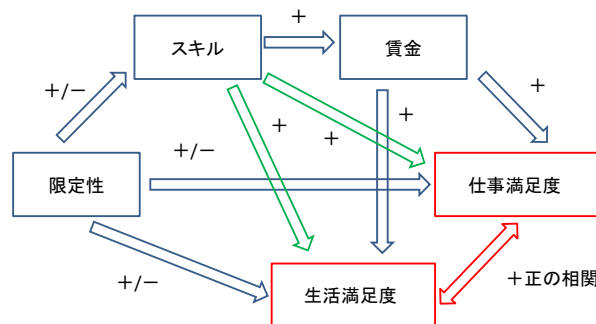 +
スキル
賃金
+/−
+
+
+
+
+/−
限定性
仕事満足度
+/−
+正の相関
生活満足度